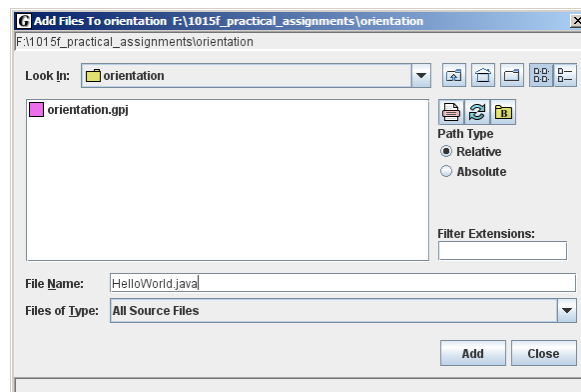 G Add Files To orientation F:\1015f_practical_assignments\orientation
F:\1015f_practical_assignments\orientation
Look In: orientation
orientation.gpj
B
Path Type
Relative
Absolute
Filter Extensions:
File Name: HelloWorld.java
Files of Type: All Source Files
Add Close